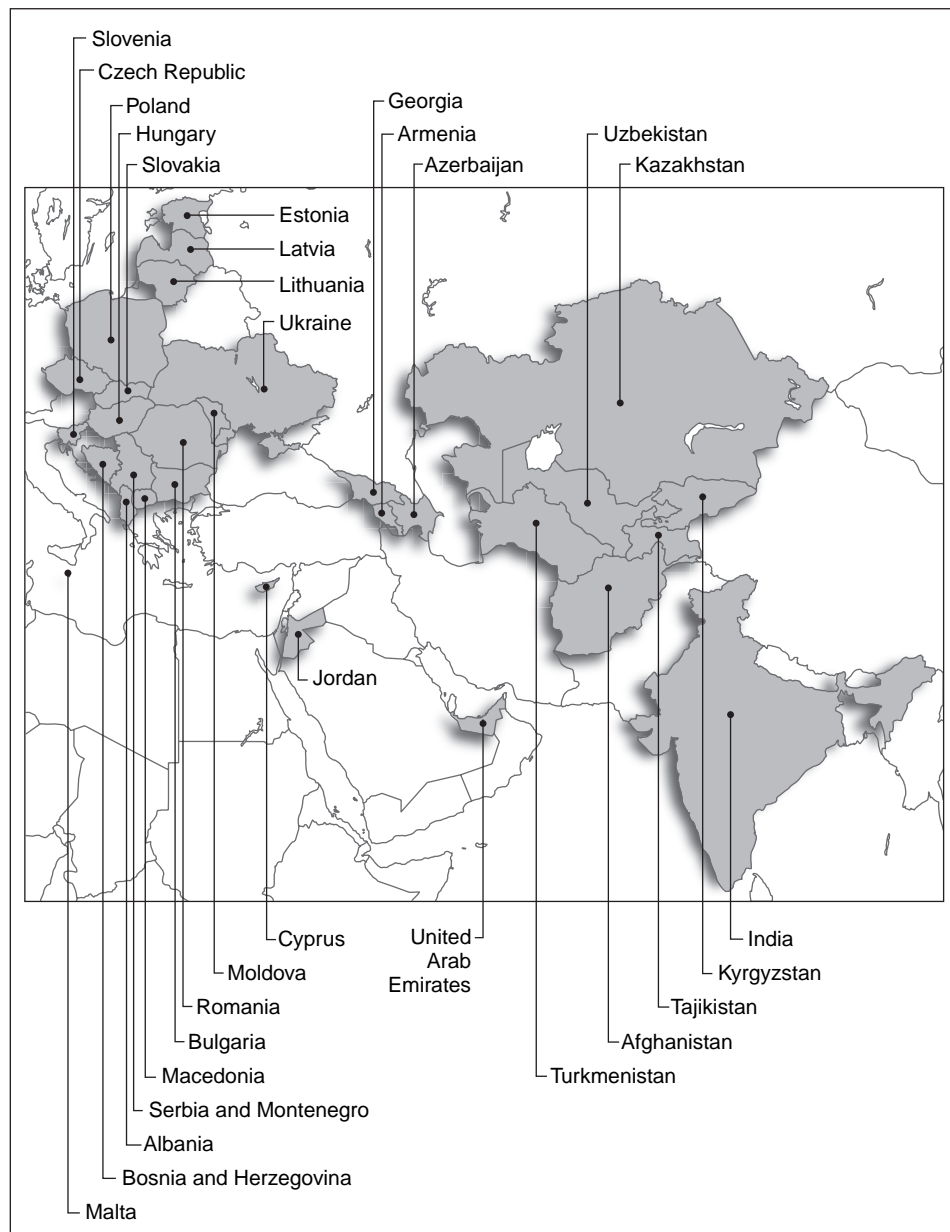 Slovenia
Czech Republic
Poland
Hungary
Slovakia
Georgia
Armenia
Azerbaijan
Uzbekistan
Kazakhstan
Estonia
Latvia
Lithuania
Ukraine
Jordan
Cyprus
Moldova
Romania
Bulgaria
Macedonia
Serbia and Montenegro
Albania
Bosnia and Herzegovina
Malta
United
Arab
Emirates
India
Kyrgyzstan
Tajikistan
Afghanistan
Turkmenistan